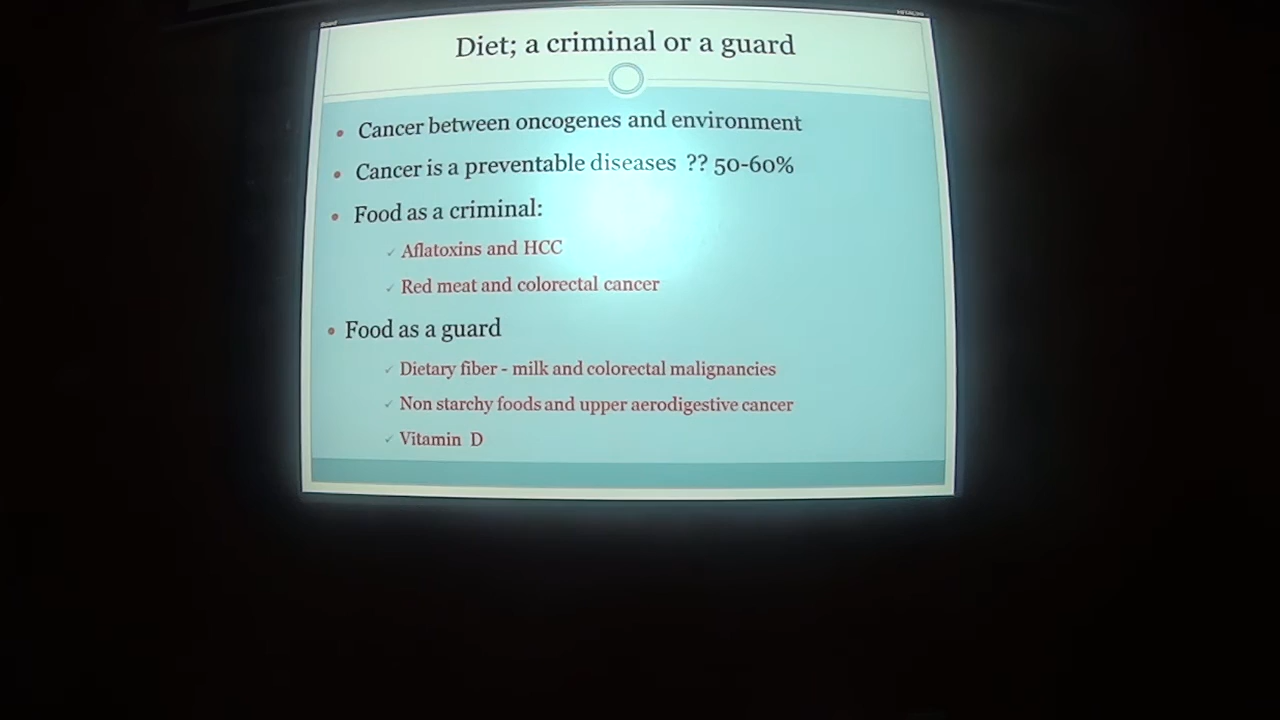 Diet; a criminal or a guard
Cancer between oncogenes and environment
Cancer is a preventable diseases ?? 50-60%
Food as a criminal:
Aflatoxins and HCC
Red meat and colorectal cancer
Food as a guard
Dietary fiber - milk and colorectal malignancies
Non starchy foods and upper aerodigestive cancer
Vitamin D